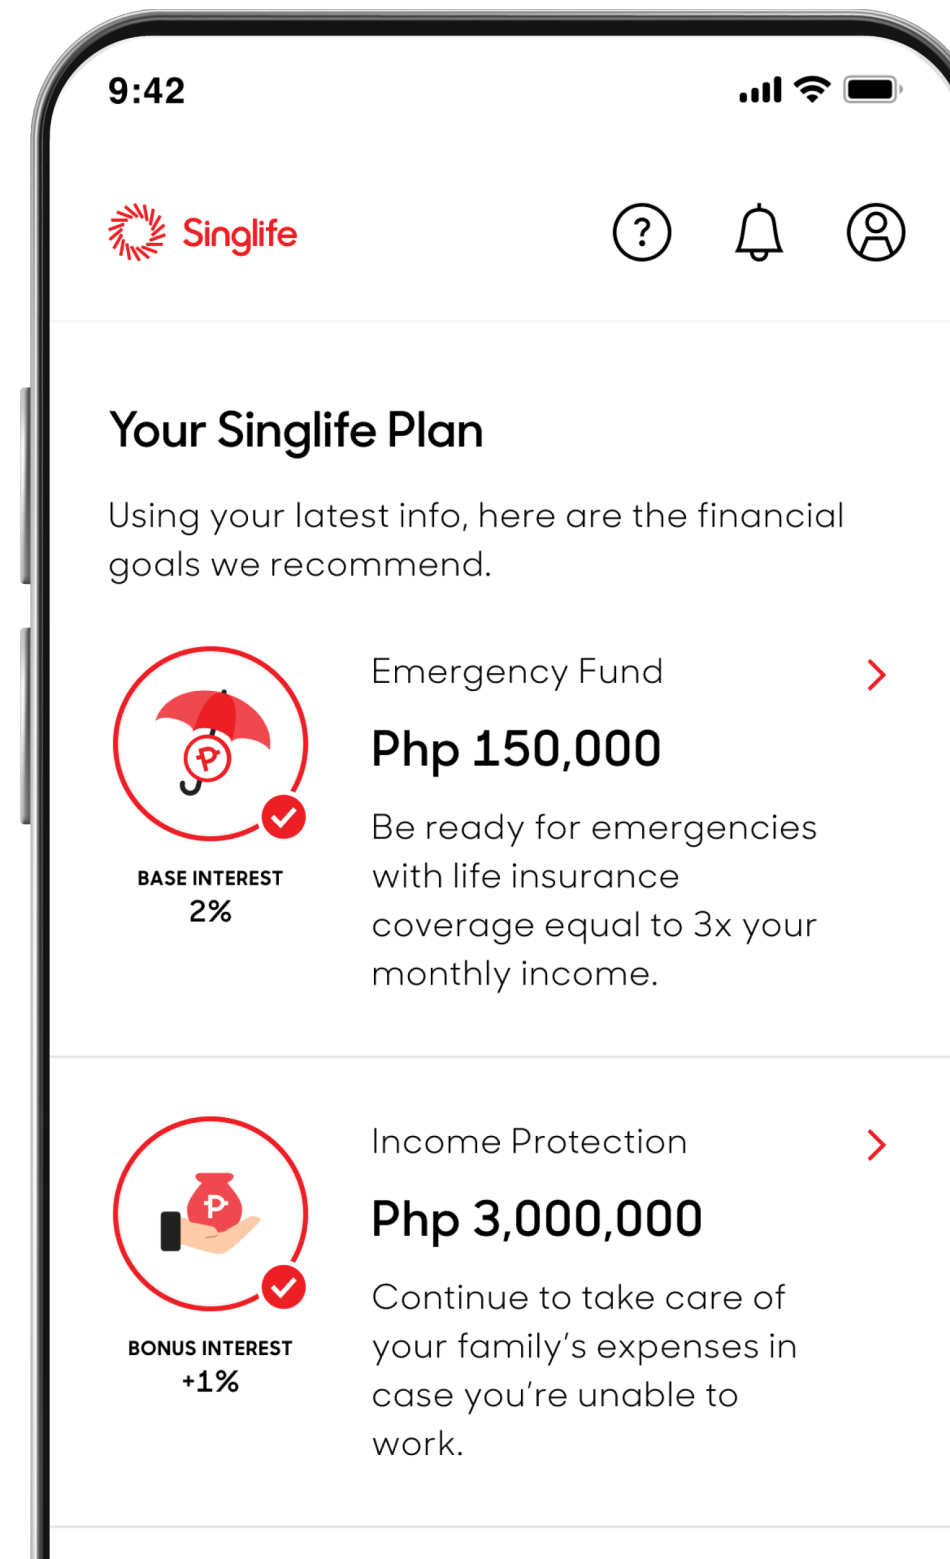 9:42
Singlife
?
Your Singlife Plan
Using your latest info, here are the financial
goals we recommend.
Emergency Fund
Php 150,000
Be ready for emergencies
with life insurance
coverage equal to 3x your
monthly income.
BASE INTEREST
2%
Income Protection
Php 3,000,000
Continue to take care of
your family’s expenses in
case you’re unable to
work.
BONUS INTEREST
+1%